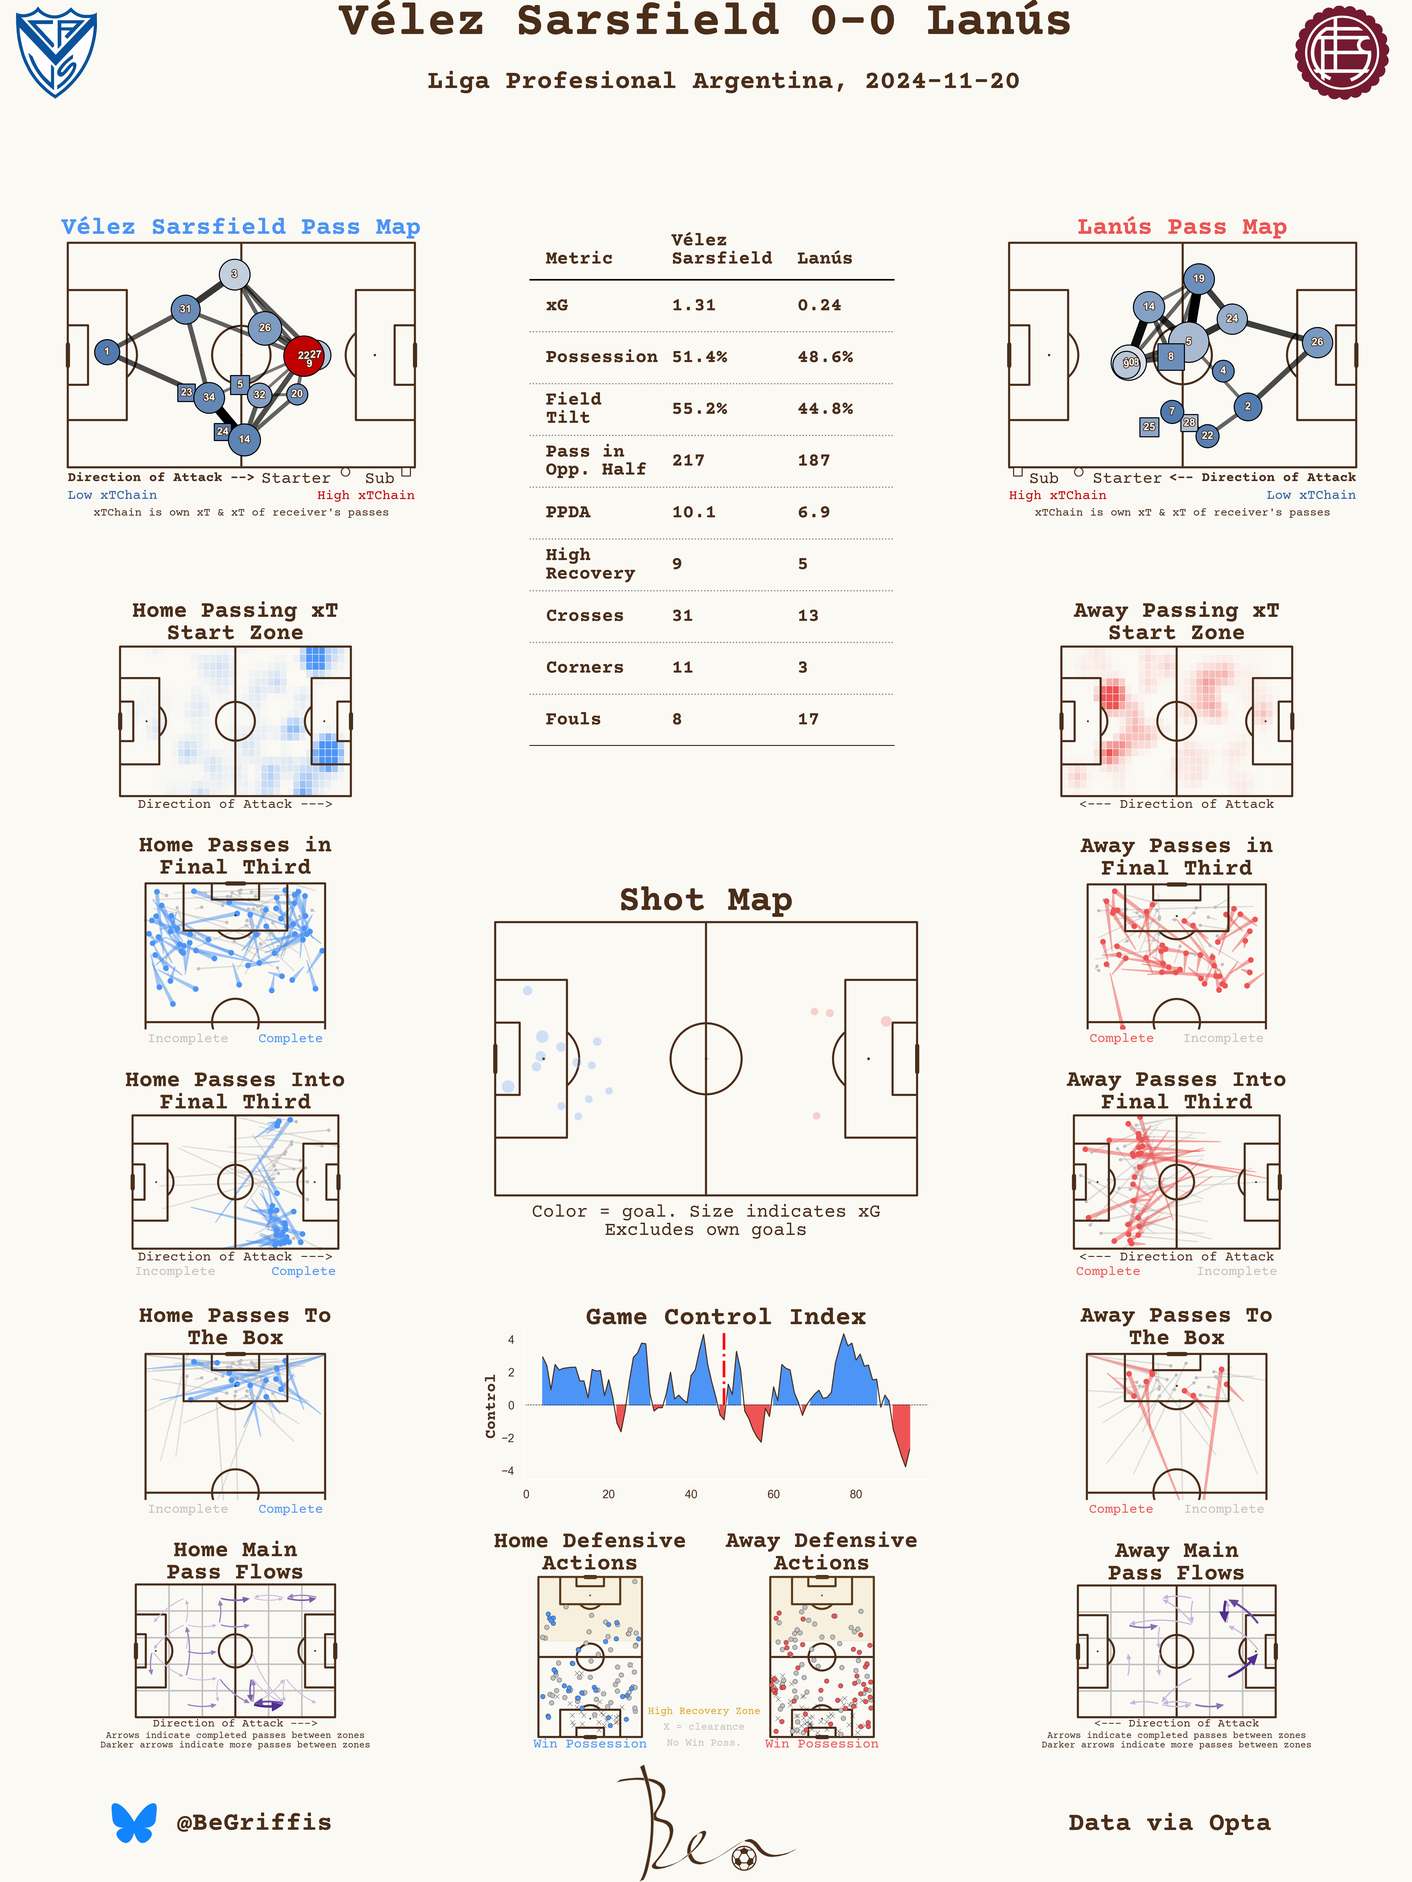 Vélez Sarsfield 0-0 Lanús
Liga Profesional Argentina, 2024-11-20
Vélez Sarsfield Pass Map
3
31
26
1
22
27
9
5
23
34
32
20
24
14
Direction of Attack --> Starter Sub
Low xTChain High xTChain
xTChain is own xT & xT of receiver's passes
Metric Vélez Sarsfield Lanús
xG 1.31 0.24
Possession 51.4% 48.6%
Field Tilt 55.2% 44.8%
Pass in Opp. Half 217 187
PPDA 10.1 6.9
High Recovery 9 5
Crosses 31 13
Corners 11 3
Fouls 8 17
Lanús Pass Map
19
14
24
5
26
8
4
2
7
25
28
22
Sub Starter <-- Direction of Attack
High xTChain Low xTChain
xTChain is own xT & xT of receiver's passes
Home Passing xT
Start Zone
Direction of Attack --->
Away Passing xT
Start Zone
<--- Direction of Attack
Home Passes in
Final Third
Incomplete Complete
Away Passes in
Final Third
Complete Incomplete
Shot Map
Color = goal. Size indicates xG
Excludes own goals
Home Passes Into
Final Third
Direction of Attack --->
Incomplete Complete
Away Passes Into
Final Third
<--- Direction of Attack
Complete Incomplete
Home Passes To
The Box
Incomplete Complete
Game Control Index
Control
4
2
0
−2
−4
0 20 40 60 80
Away Passes To
The Box
Complete Incomplete
Home Main
Pass Flows
Direction of Attack --->
Arrows indicate completed passes between zones
Darker arrows indicate more passes between zones
Home Defensive
Actions
Win Possession
High Recovery Zone
X = clearance
No Win Poss.
Away Defensive
Actions
Win Possession
Away Main
Pass Flows
<--- Direction of Attack
Arrows indicate completed passes between zones
Darker arrows indicate more passes between zones
@BeGriffis
Ben
Data via Opta